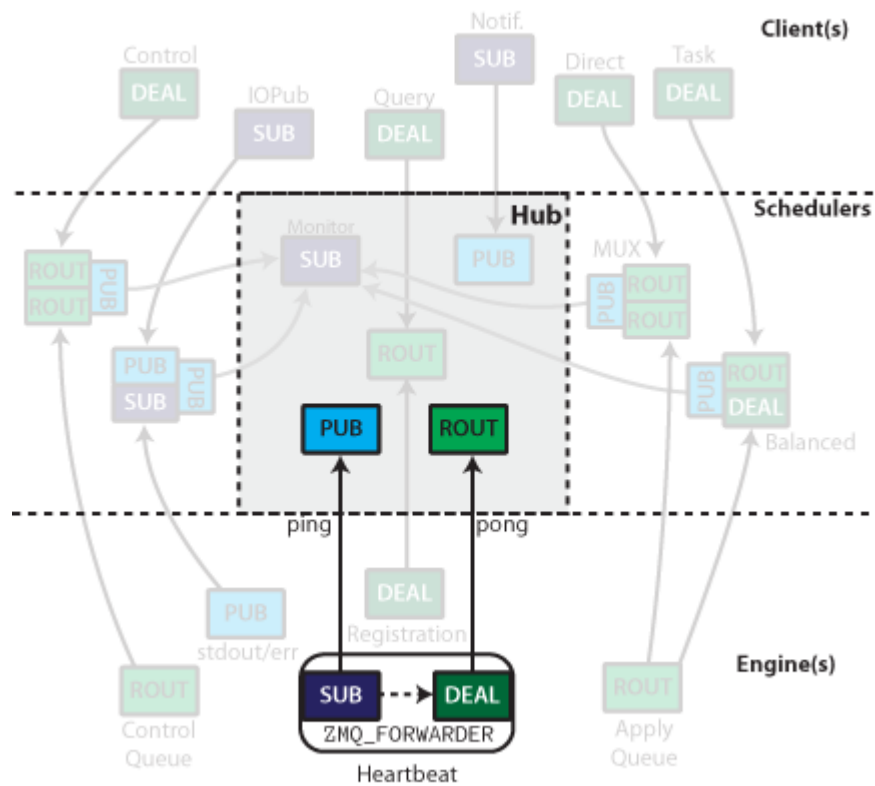 Notif.
Client(s)
Control
SUB
Direct
Task
DEAL
IOPub
Query
DEAL
DEAL
SUB
DEAL
Hub
Schedulers
Monitor
SUB
PUB
MUX
ROUT
PUB
ROUT
PUB
ROUT
ROUT
PUB
PUB
SUB
ROUT
PUB
ROUT
DEAL
PUB
ROUT
Balanced
ping
pong
DEAL
PUB
Registration
stdout/err
Engine(s)
ROUT
SUB
DEAL
ROUT
ZMQ_FORWARDER
Control
Queue
Apply
Queue
Heartbeat